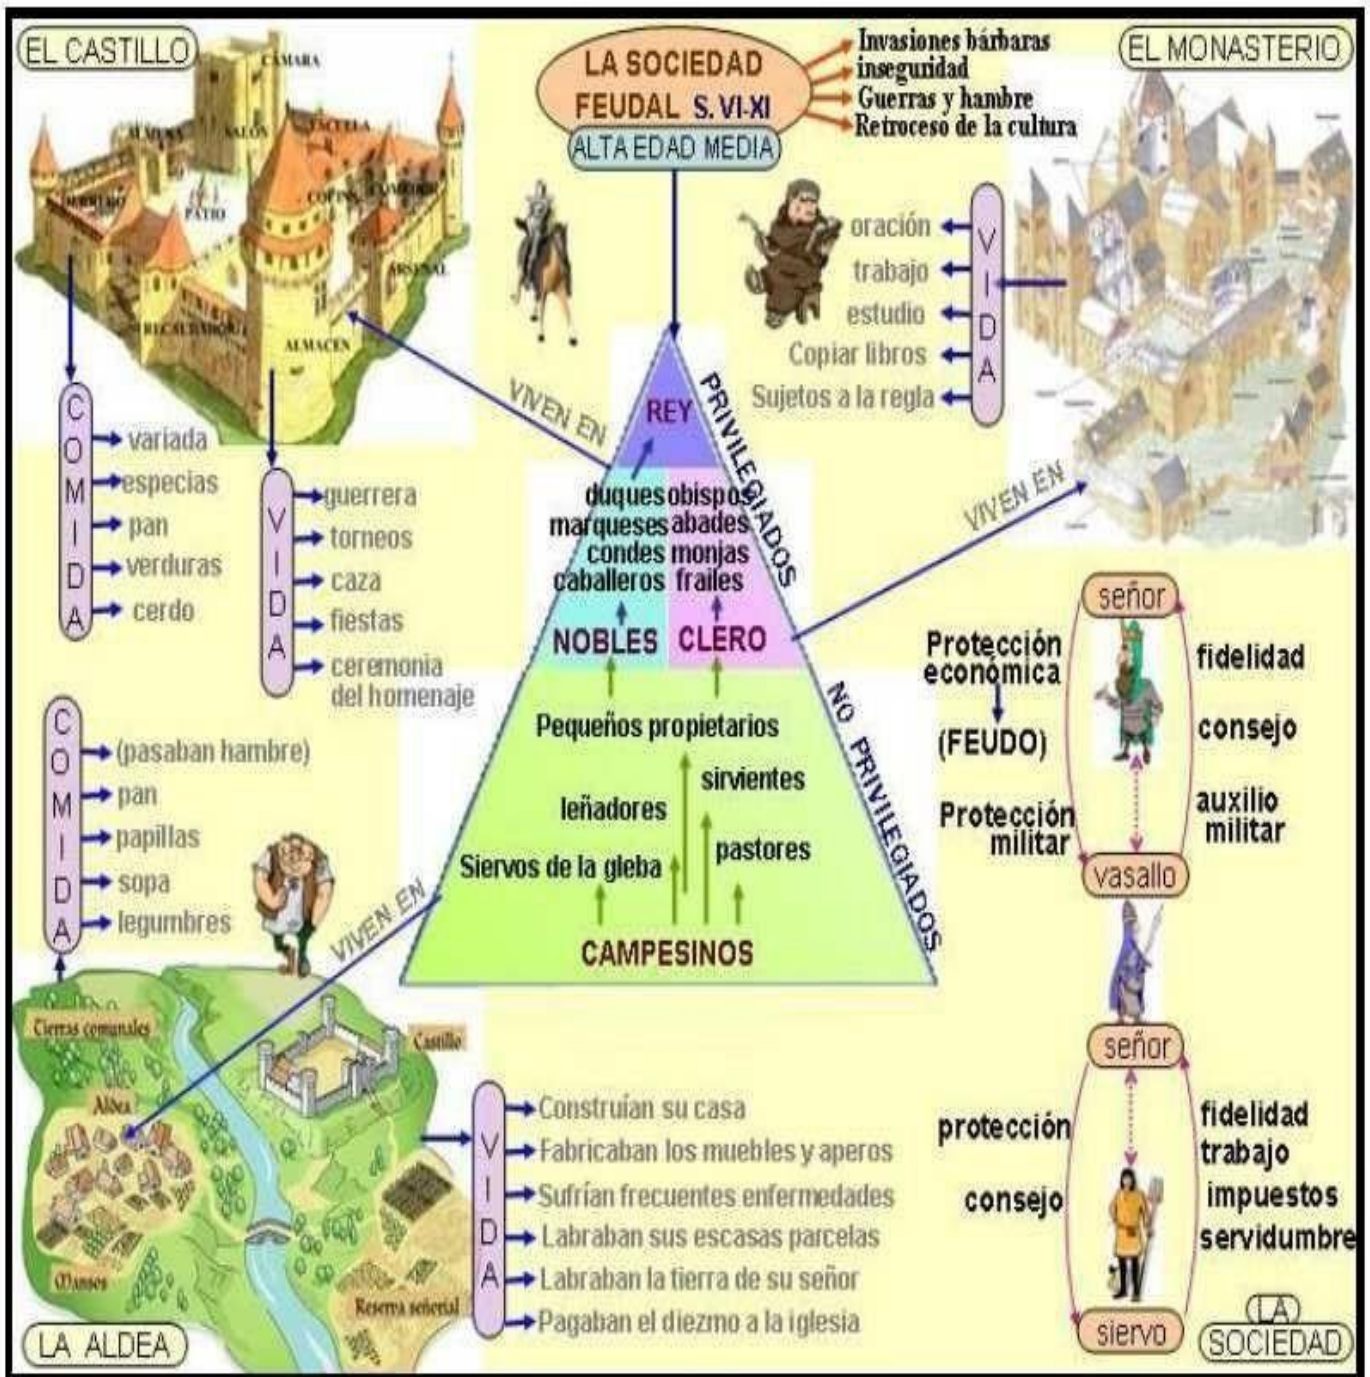 EL CASTILLO
CÁMARA
SALÓN
ESCUELA
PATIO
COCINA
COMEDOR
ARSENAL
ALMACEN
LA SOCIEDAD
FEUDAL S. VI-XI
ALTA EDAD MEDIA
Invasiones bárbaras
inseguridad
Guerras y hambre
Retroceso de la cultura
EL MONASTERIO
VIDA
oración
trabajo
estudio
Copiar libros
Sujetos a la regla
VIVEN EN
COMIDA
variada
especias
pan
verduras
cerdo
VIDA
guerrera
torneos
caza
fiestas
ceremonia
del homenaje
REY
PRIVILEGIADOS
duques obispos
marqueses abades
condes monjas
caballeros frailes
NOBLES CLERO
VIVEN EN
NO PRIVILEGIADOS
Pequeños propietarios
sirvientes
leñadores
pastores
Siervos de la gleba
CAMPESINOS
VIVEN EN
COMIDA
(pasaban hambre)
pan
papillas
sopa
legumbres
Tierras comunales
Castillo
Aldea
Mansos
Reserva señorial
LA ALDEA
VIDA
Construían su casa
Fabricaban los muebles y aperos
Sufrían frecuentes enfermedades
Labraban sus escasas parcelas
Labraban la tierra de su señor
Pagaban el diezmo a la iglesia
señor
Protección
económica
(FEUDO)
Protección
militar
fidelidad
consejo
auxilio
militar
vasallo
señor
protección
consejo
fidelidad
trabajo
impuestos
servidumbre
siervo
LA
SOCIEDAD